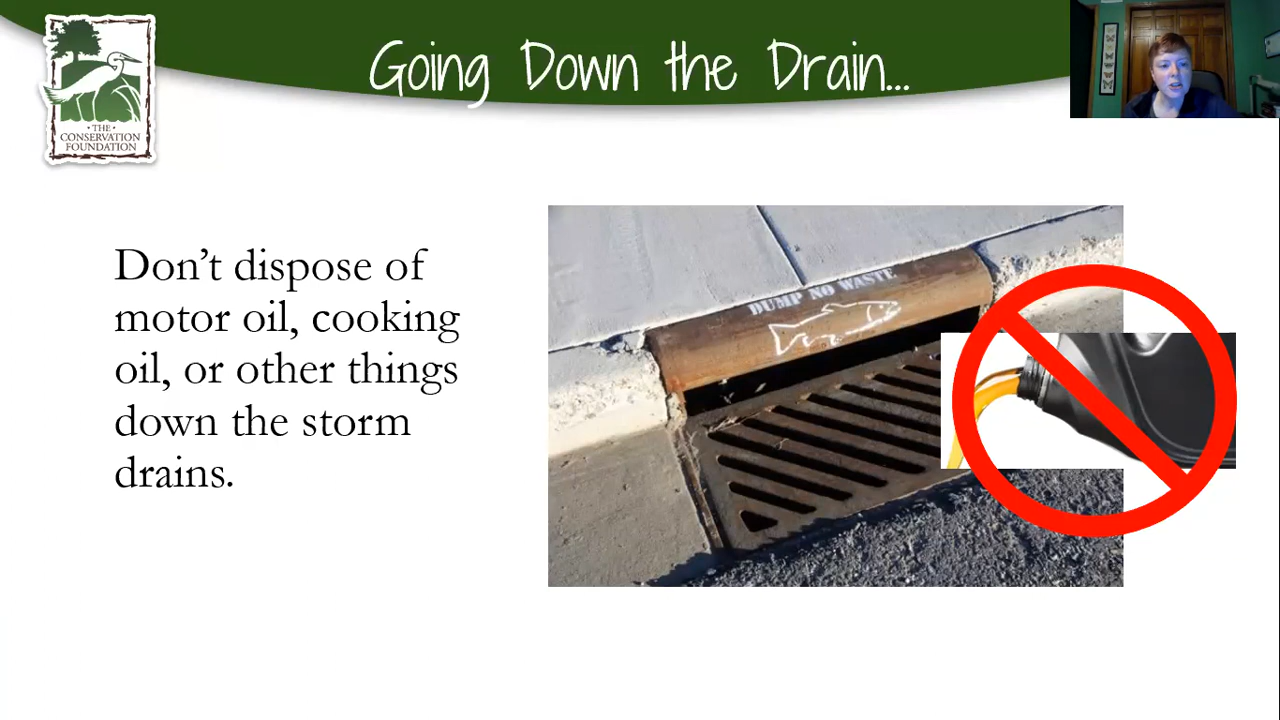 Going Down the Drain...
• THE •
CONSERVATION
FOUNDATION
Don’t dispose of
motor oil, cooking
oil, or other things
down the storm
drains.
DUMP NO WASTE